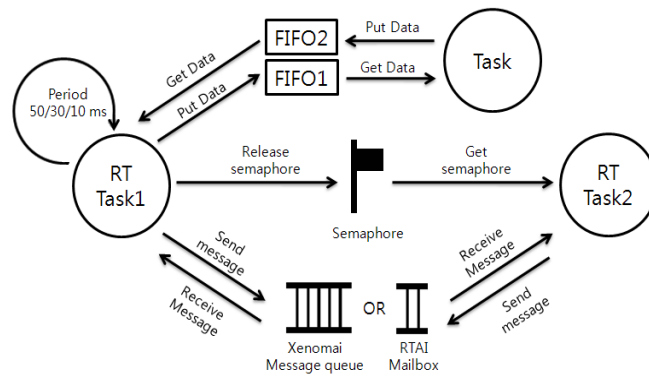 FIFO2
Put Data
Task
Get Data
FIFO1
Get Data
Put Data
Period
50/30/10 ms
RT
Task1
Release
semaphore
Get
semaphore
RT
Task2
Semaphore
Send
message
Receive
Message
Receive
Message
Send
message
OR
Xenomai
Message queue
RTAI
Mailbox